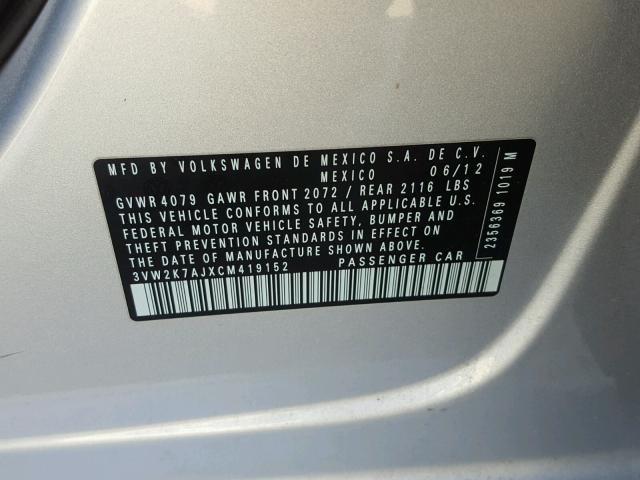 MFD BY VOLKSWAGEN DE MEXICO S.A. DE C.V.
MEXICO 06/12
GVWR 4079 GAWR FRONT 2072 / REAR 2116 LBS
THIS VEHICLE CONFORMS TO ALL APPLICABLE U.S.
FEDERAL MOTOR VEHICLE SAFETY, BUMPER AND
THEFT PREVENTION STANDARDS IN EFFECT ON
THE DATE OF MANUFACTURE SHOWN ABOVE.
3VW2K7AJXCM419152 PASSENGER CAR
2356369 1019 M